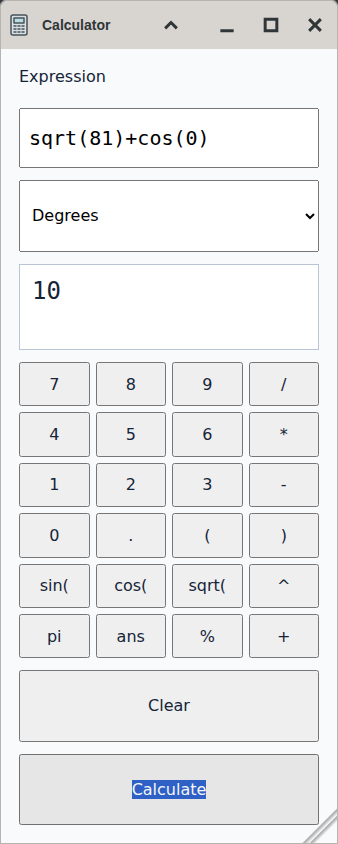 Calculator
Expression
sqrt(81)+cos(0)
Degrees
10
7 8 9 /
4 5 6 *
1 2 3 -
0 . ( )
sin( cos( sqrt( ^
pi ans % +
Clear
Calculate